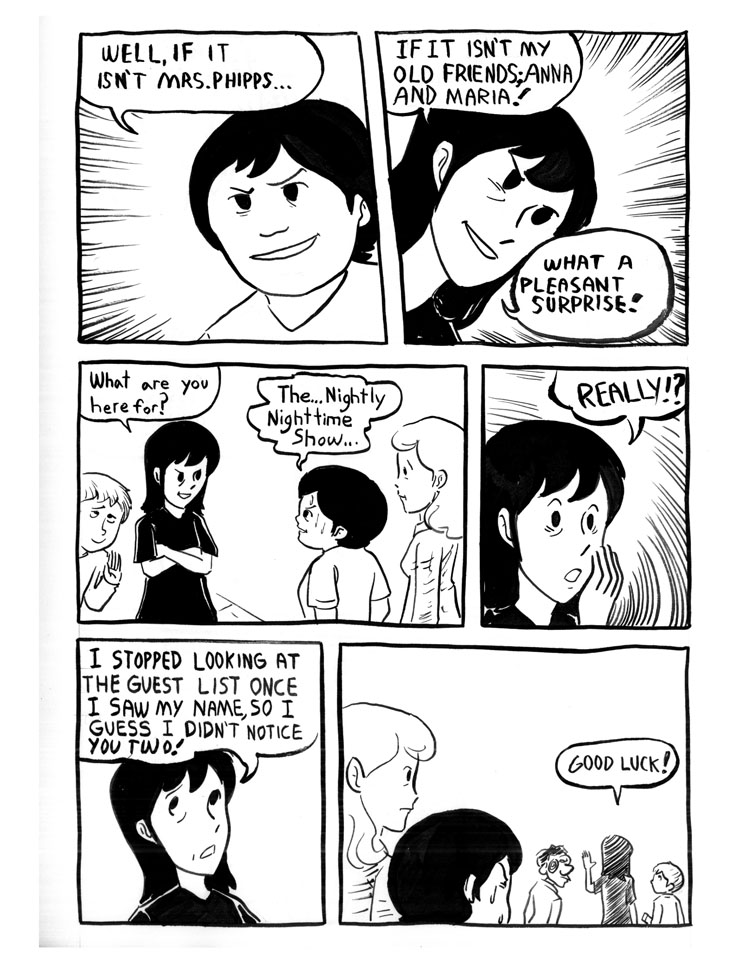 WELL, IF IT
ISN'T MRS. PHIPPS...
IF IT ISN'T MY
OLD FRIENDS; ANNA
AND MARIA!
WHAT A
PLEASANT
SURPRISE!
What are you
here for?
The... Nightly
Nighttime
Show...
REALLY!?
I STOPPED LOOKING AT
THE GUEST LIST ONCE
I SAW MY NAME, SO I
GUESS I DIDN'T NOTICE
YOU TWO!
GOOD LUCK!